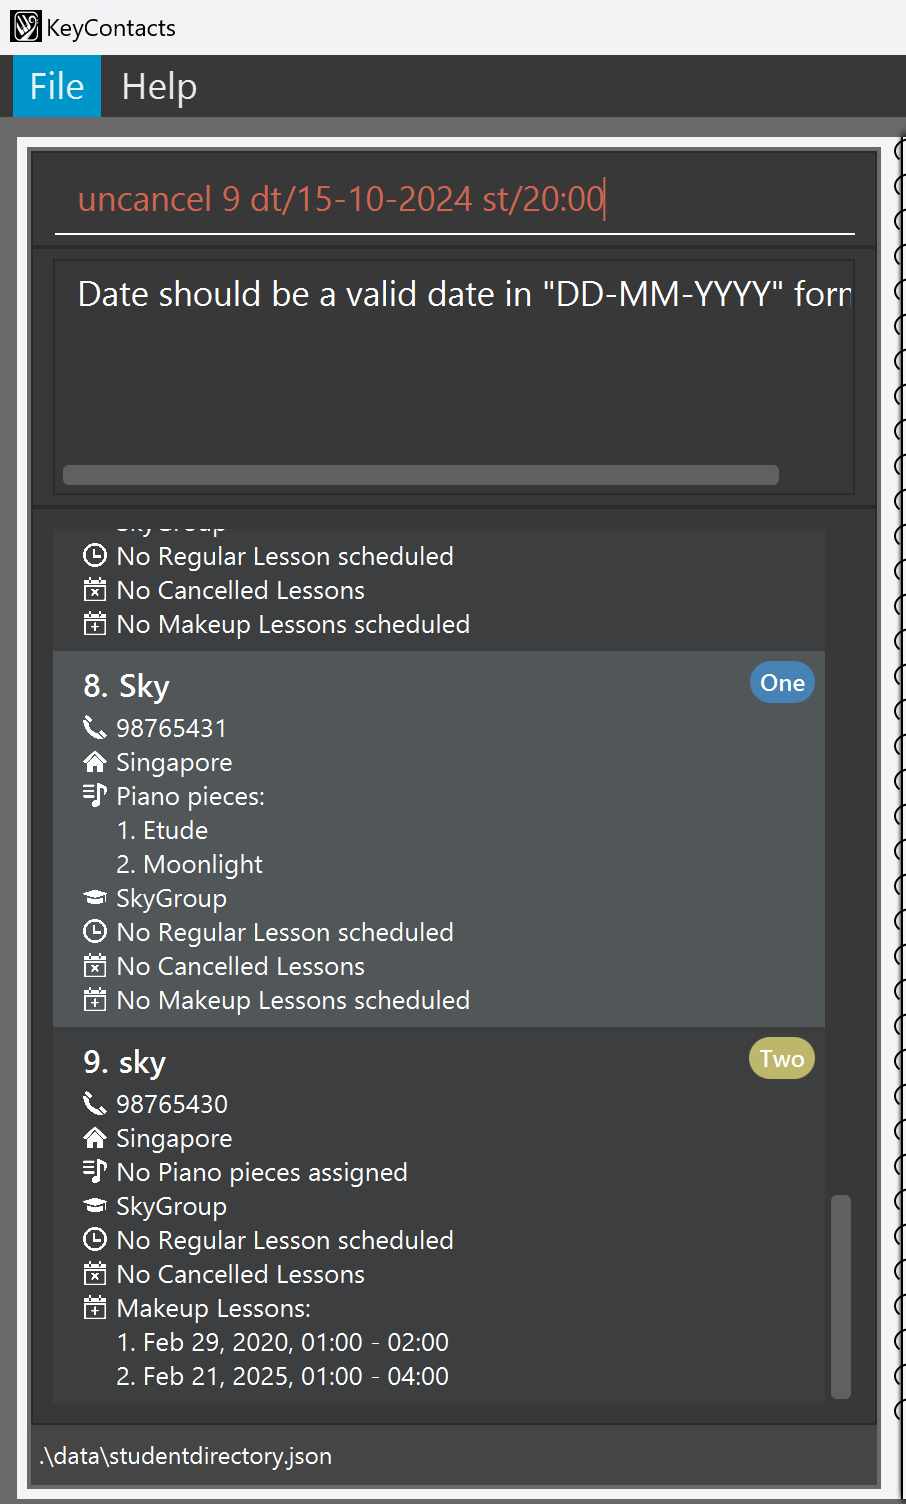 KeyContacts
File Help
uncancel 9 dt/15-10-2024 st/20:00
Date should be a valid date in "DD-MM-YYYY"
SkyGroup
No Regular Lesson scheduled
No Cancelled Lessons
No Makeup Lessons scheduled
8. Sky One
98765431
Singapore
Piano pieces:
1. Etude
2. Moonlight
SkyGroup
No Regular Lesson scheduled
No Cancelled Lessons
No Makeup Lessons scheduled
9. sky Two
98765430
Singapore
No Piano pieces assigned
SkyGroup
No Regular Lesson scheduled
No Cancelled Lessons
Makeup Lessons:
1. Feb 29, 2020, 01:00 - 02:00
2. Feb 21, 2025, 01:00 - 04:00
.\data\studentdirectory.json